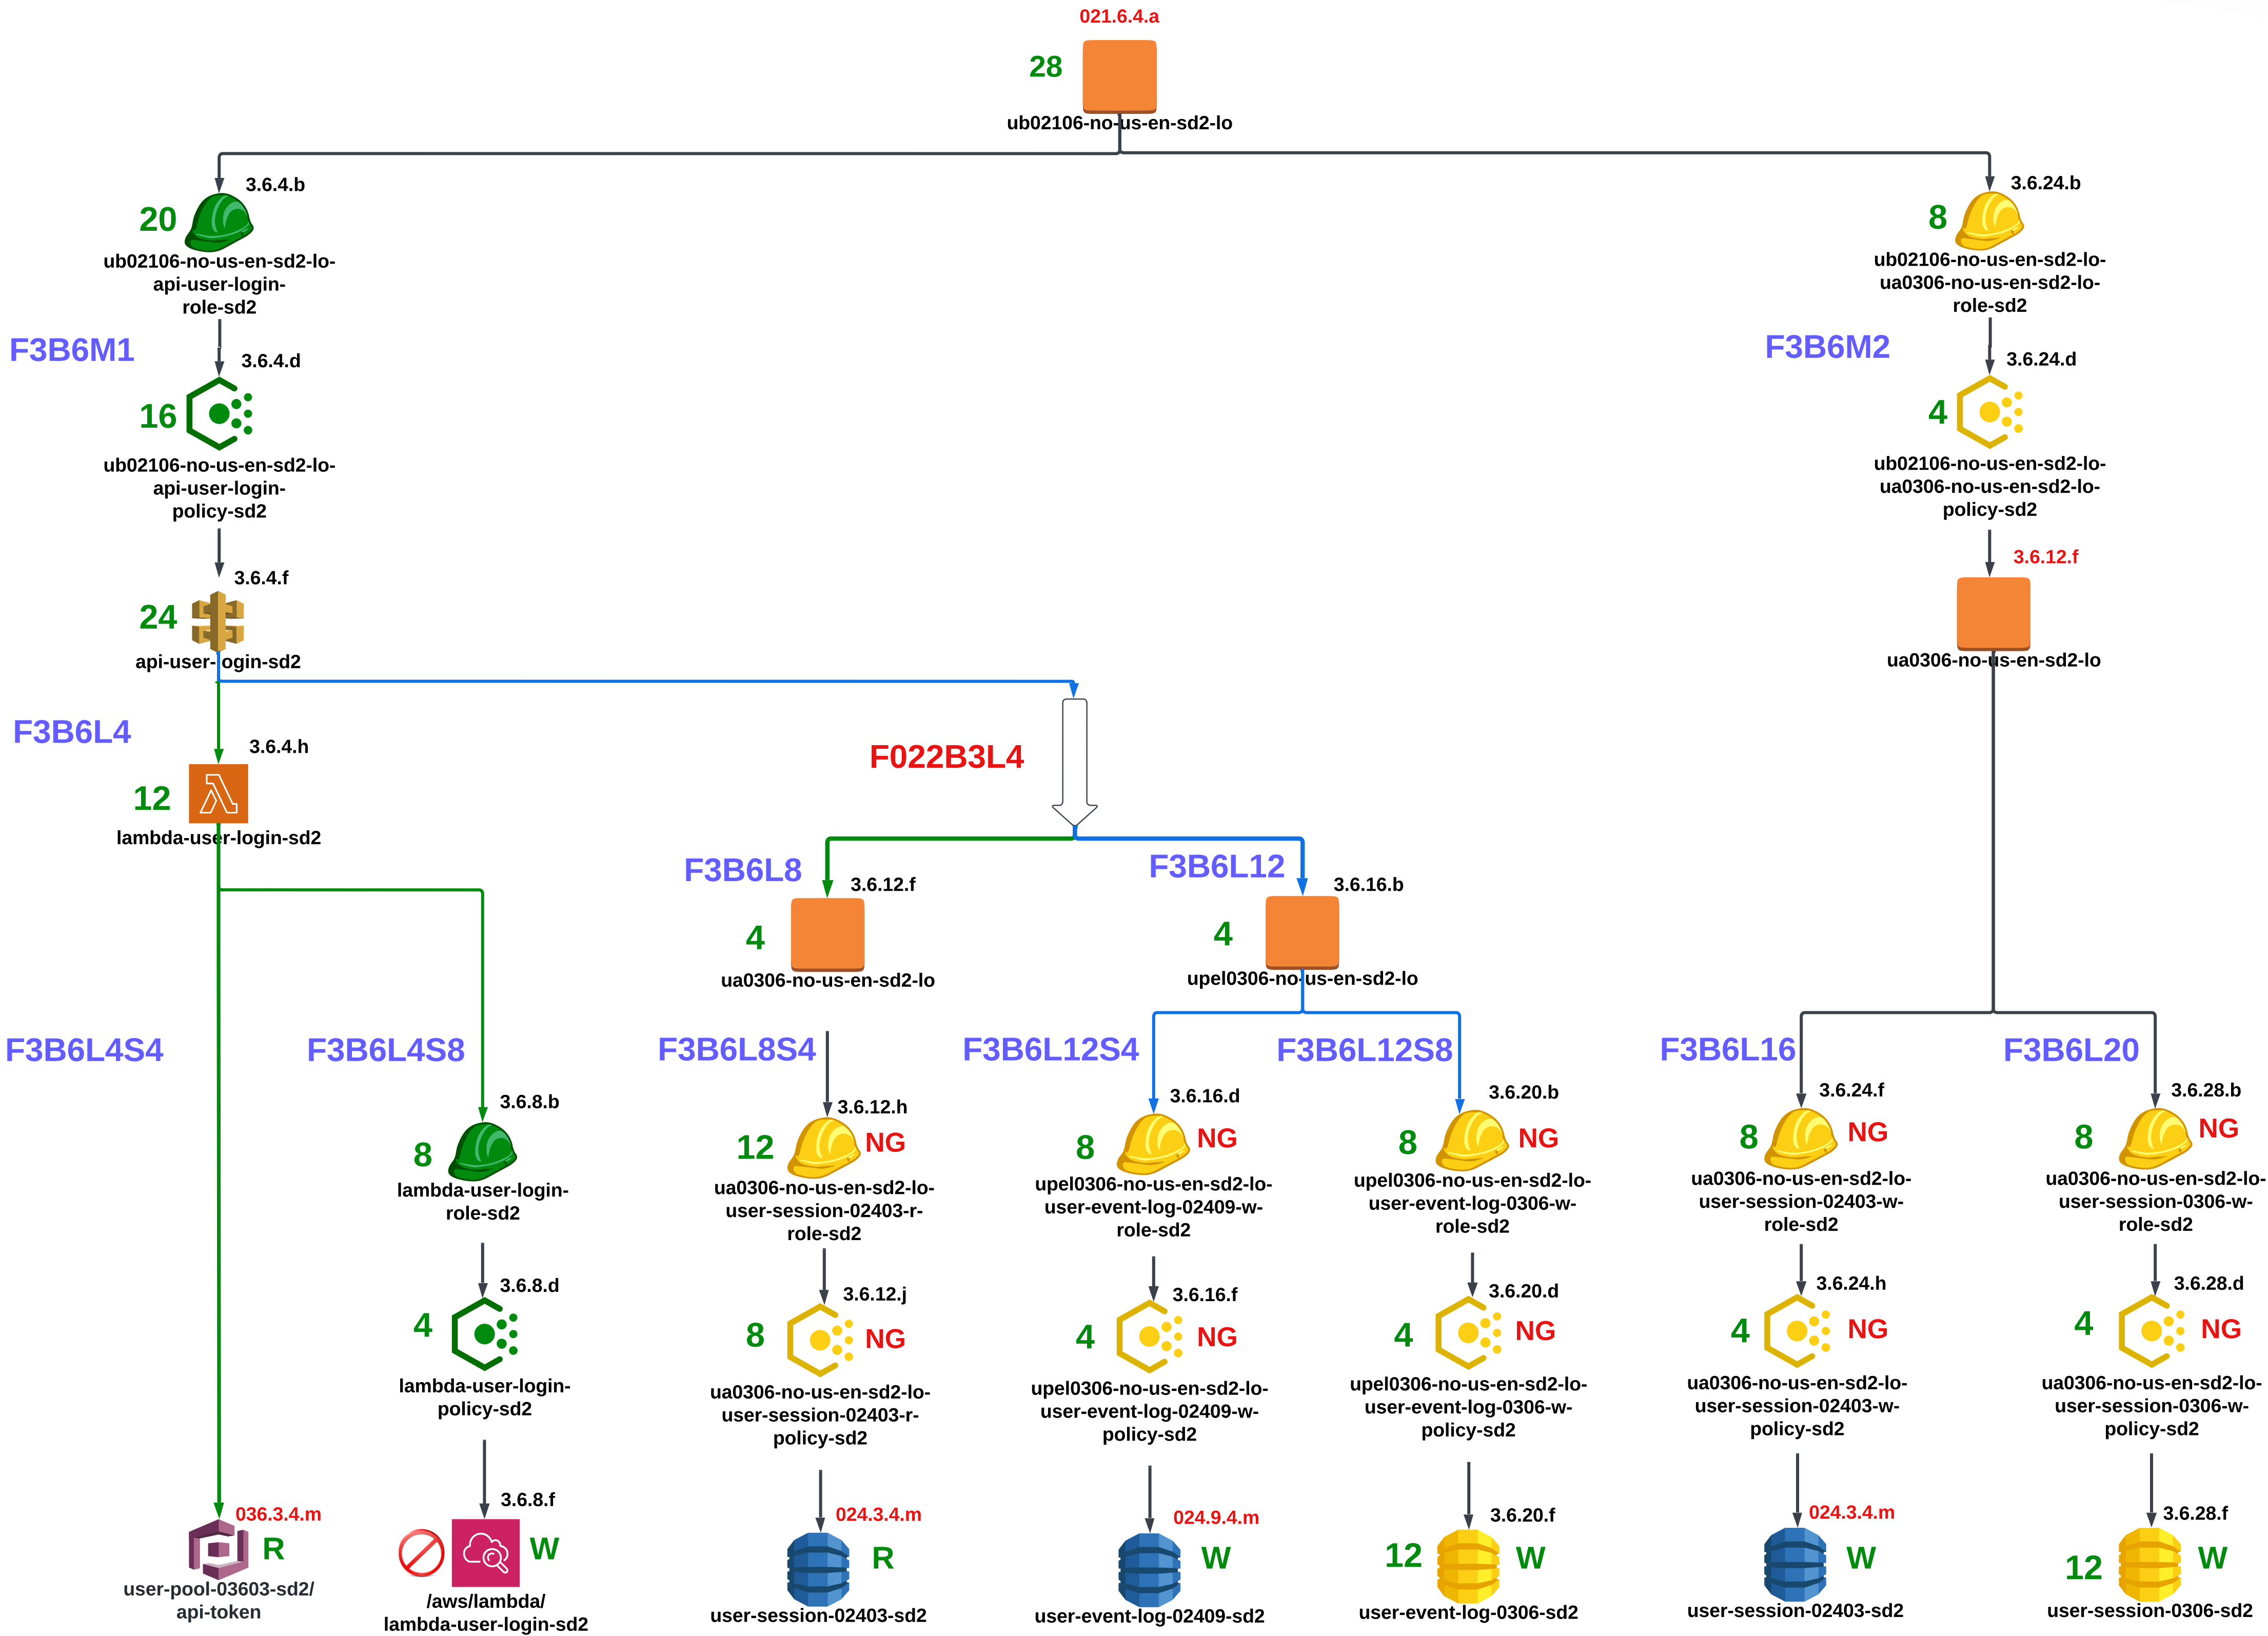 021.6.4.a
28
ub02106-no-us-en-sd2-lo
3.6.4.b
20
ub02106-no-us-en-sd2-lo-
api-user-login-
role-sd2
F3B6M1
3.6.4.d
16
ub02106-no-us-en-sd2-lo-
api-user-login-
policy-sd2
3.6.4.f
24
api-user-login-sd2
3.6.24.b
8
ub02106-no-us-en-sd2-lo-
ua0306-no-us-en-sd2-lo-
role-sd2
F3B6M2
3.6.24.d
4
ub02106-no-us-en-sd2-lo-
ua0306-no-us-en-sd2-lo-
policy-sd2
3.6.12.f
ua0306-no-us-en-sd2-lo
F3B6L4
3.6.4.h
12
lambda-user-login-sd2
F022B3L4
F3B6L8
3.6.12.f
4
ua0306-no-us-en-sd2-lo
F3B6L12
3.6.16.b
4
upel0306-no-us-en-sd2-lo
F3B6L4S4
036.3.4.m
R
user-pool-03603-sd2/
api-token
F3B6L4S8
3.6.8.b
8
lambda-user-login-
role-sd2
3.6.8.d
4
lambda-user-login-
policy-sd2
3.6.8.f
W
/aws/lambda/
lambda-user-login-sd2
F3B6L8S4
3.6.12.h
12
NG
ua0306-no-us-en-sd2-lo-
user-session-02403-r-
role-sd2
3.6.12.j
8
NG
ua0306-no-us-en-sd2-lo-
user-session-02403-r-
policy-sd2
024.3.4.m
R
user-session-02403-sd2
F3B6L12S4
3.6.16.d
8
NG
upel0306-no-us-en-sd2-lo-
user-event-log-02409-w-
role-sd2
3.6.16.f
4
NG
upel0306-no-us-en-sd2-lo-
user-event-log-02409-w-
policy-sd2
024.9.4.m
W
user-event-log-02409-sd2
F3B6L12S8
3.6.20.b
8
NG
upel0306-no-us-en-sd2-lo-
user-event-log-0306-w-
role-sd2
3.6.20.d
4
NG
upel0306-no-us-en-sd2-lo-
user-event-log-0306-w-
policy-sd2
3.6.20.f
12
W
user-event-log-0306-sd2
F3B6L16
3.6.24.f
8
NG
ua0306-no-us-en-sd2-lo-
user-session-02403-w-
role-sd2
3.6.24.h
4
NG
ua0306-no-us-en-sd2-lo-
user-session-02403-w-
policy-sd2
024.3.4.m
W
user-session-02403-sd2
F3B6L20
3.6.28.b
8
NG
ua0306-no-us-en-sd2-lo-
user-session-0306-w-
role-sd2
3.6.28.d
4
NG
ua0306-no-us-en-sd2-lo-
user-session-0306-w-
policy-sd2
3.6.28.f
12
W
user-session-0306-sd2